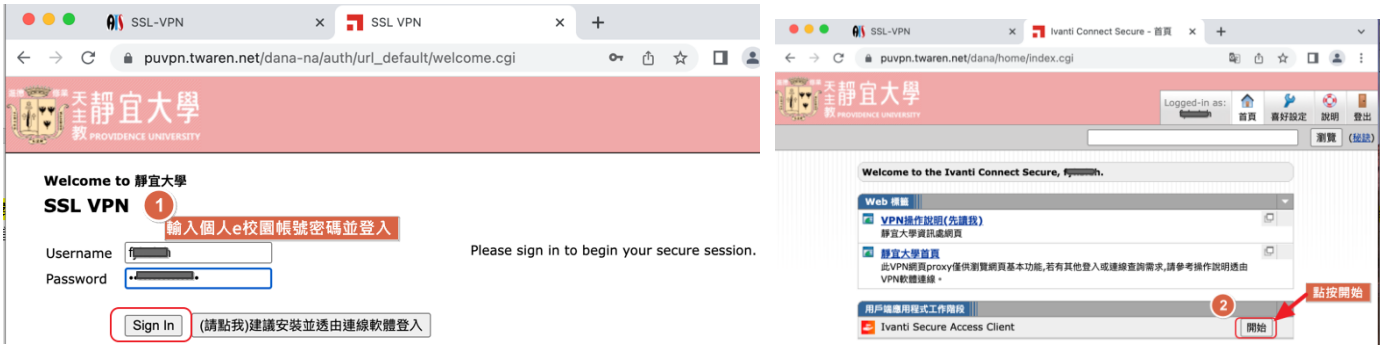 SSL-VPN
SSL VPN
puvpn.twaren.net/dana-na/auth/url_default/welcome.cgi
天主教 靜宜大學
PROVIDENCE UNIVERSITY
Welcome to 靜宜大學
SSL VPN
1
輸入個人e校園帳號密碼並登入
Username
Please sign in to begin your secure session.
Password
Sign In
(請點我)建議安裝並透由連線軟體登入
SSL-VPN
Ivanti Connect Secure - 首頁
puvpn.twaren.net/dana/home/index.cgi
天主教 靜宜大學
PROVIDENCE UNIVERSITY
Logged-in as:
首頁
喜好設定
說明
登出
瀏覽
(秘訣)
Welcome to the Ivanti Connect Secure,
Web 標籤
VPN操作說明(先讀我)
靜宜大學資訊處網頁
靜宜大學首頁
此VPN網頁proxy僅供瀏覽網頁基本功能,若有其他登入或連線查詢需求,請參考操作說明透由
VPN軟體連線。
點按開始
用戶端應用程式工作階段
2
Ivanti Secure Access Client
開始